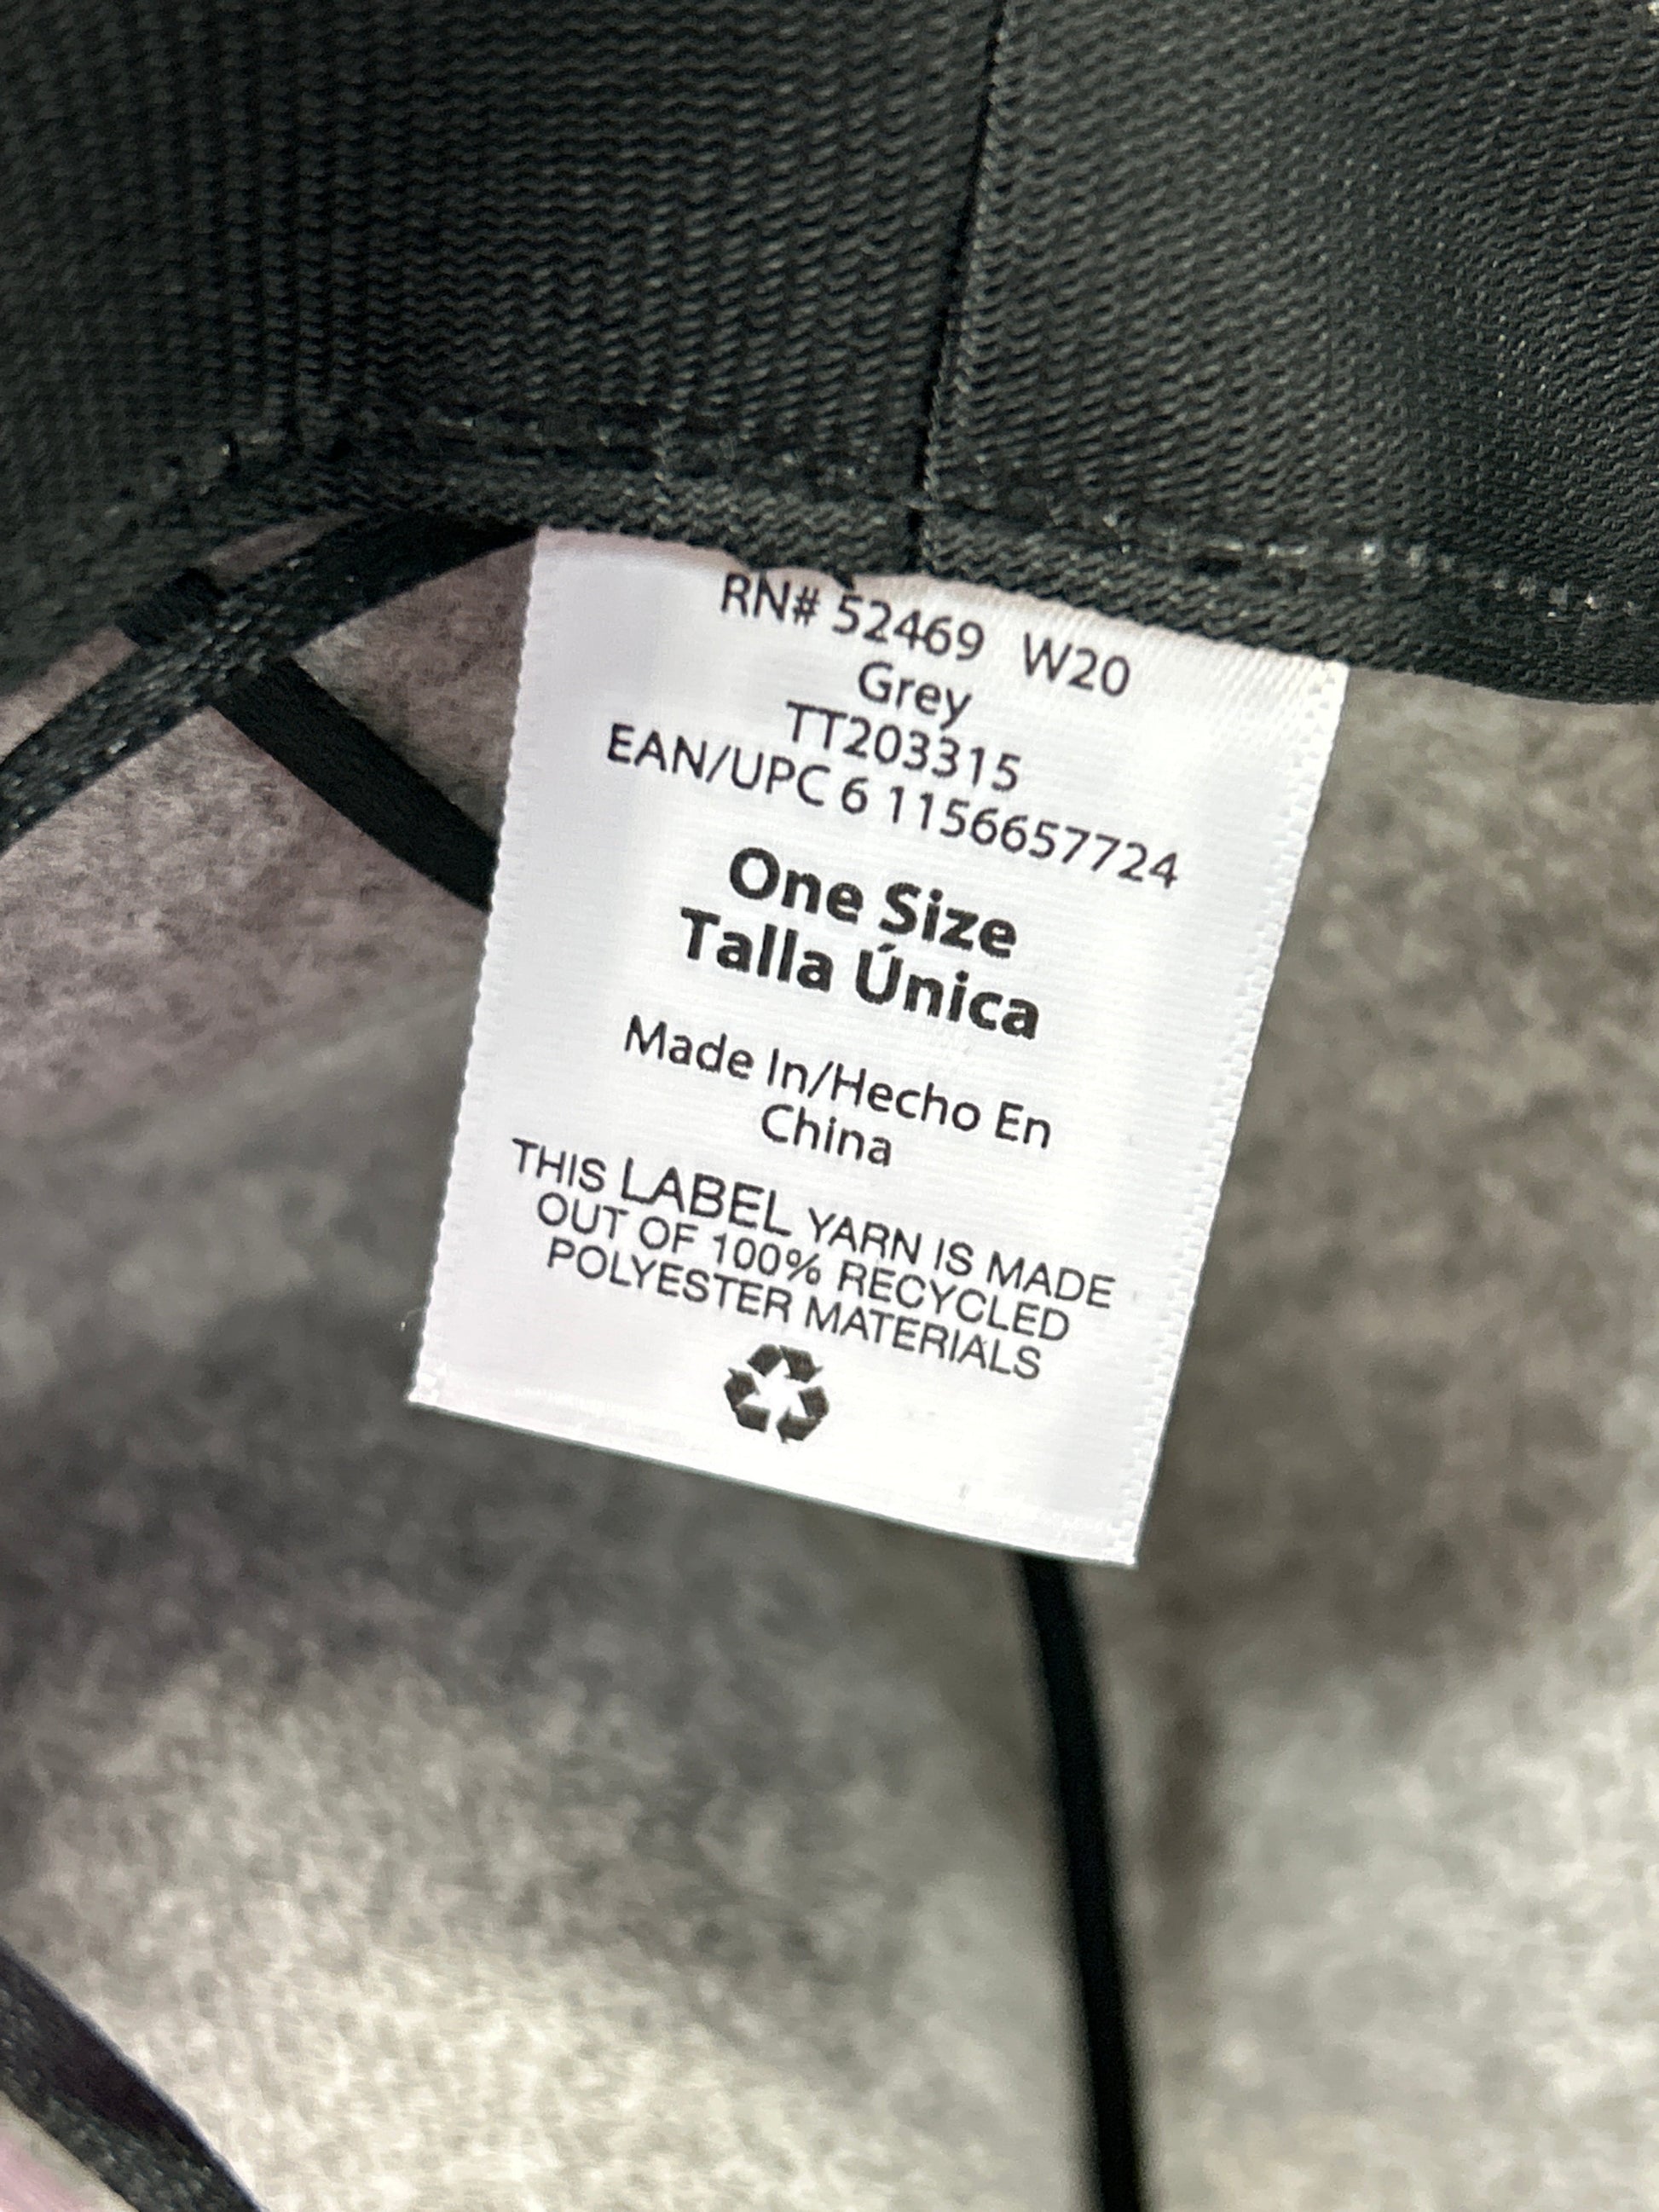 RN# 52469 W20
Grey
TT203315
EAN/UPC 6 1156657724
One Size
Talla Única
Made In/Hecho En
China
THIS LABEL YARN IS MADE
OUT OF 100% RECYCLED
POLYESTER MATERIALS